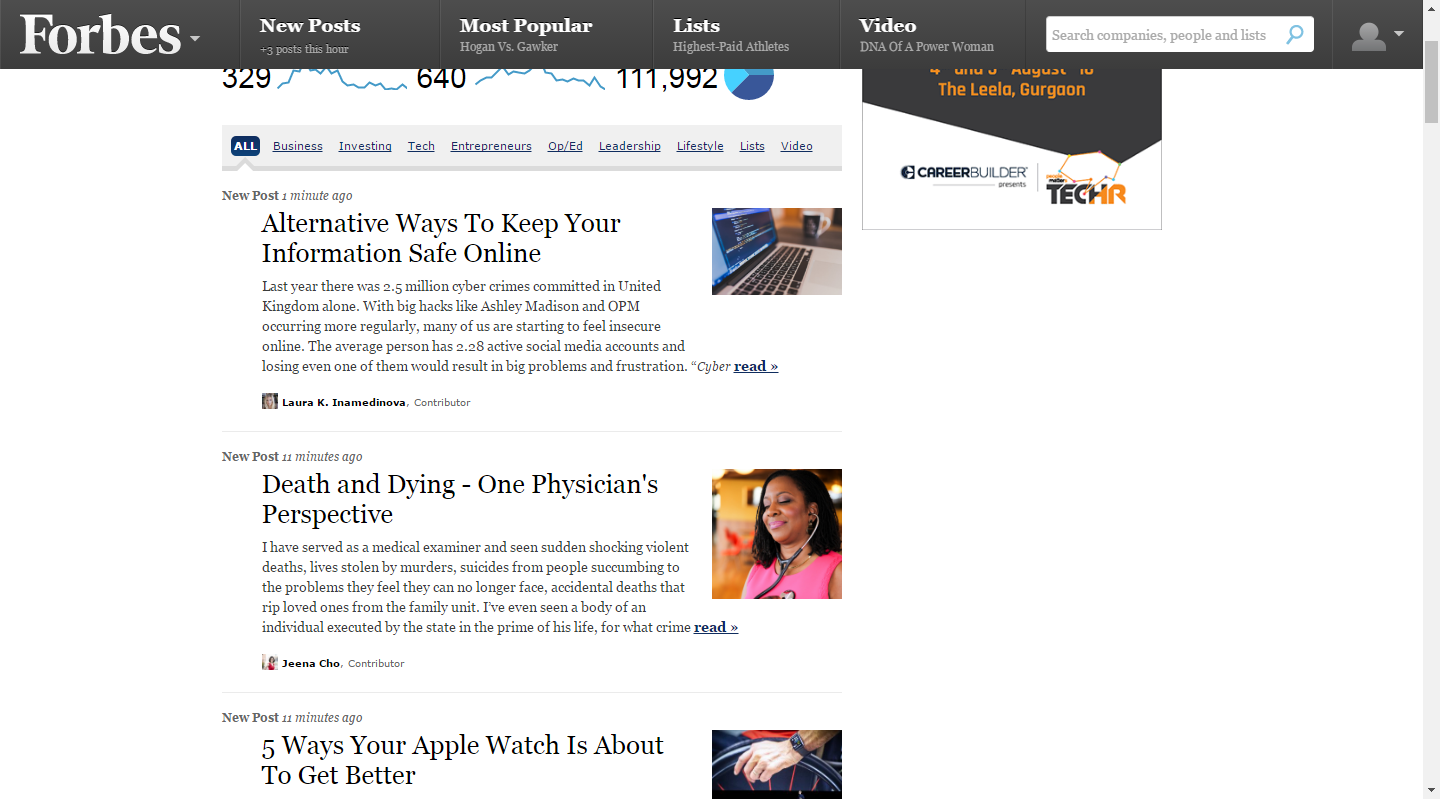 Forbes
New Posts
+3 posts this hour
Most Popular
Hogan Vs. Gawker
Lists
Highest-Paid Athletes
Video
DNA Of A Power Woman
Search companies, people and lists
329
640
111,992
ALL Business Investing Tech Entrepreneurs Op/Ed Leadership Lifestyle Lists Video
New Post 1 minute ago
Alternative Ways To Keep Your
Information Safe Online
Last year there was 2.5 million cyber crimes committed in United
Kingdom alone. With big hacks like Ashley Madison and OPM
occurring more regularly, many of us are starting to feel insecure
online. The average person has 2.28 active social media accounts and
losing even one of them would result in big problems and frustration. “Cyber read »
Laura K. Inamedinova, Contributor
New Post 11 minutes ago
Death and Dying - One Physician's
Perspective
I have served as a medical examiner and seen sudden shocking violent
deaths, lives stolen by murders, suicides from people succumbing to
the problems they feel they can no longer face, accidental deaths that
rip loved ones from the family unit. I've even seen a body of an
individual executed by the state in the prime of his life, for what crime read »
Jeena Cho, Contributor
New Post 11 minutes ago
5 Ways Your Apple Watch Is About
To Get Better
The Leela, Gurgaon
CAREERBUILDER
presents
people
matters
TECHR